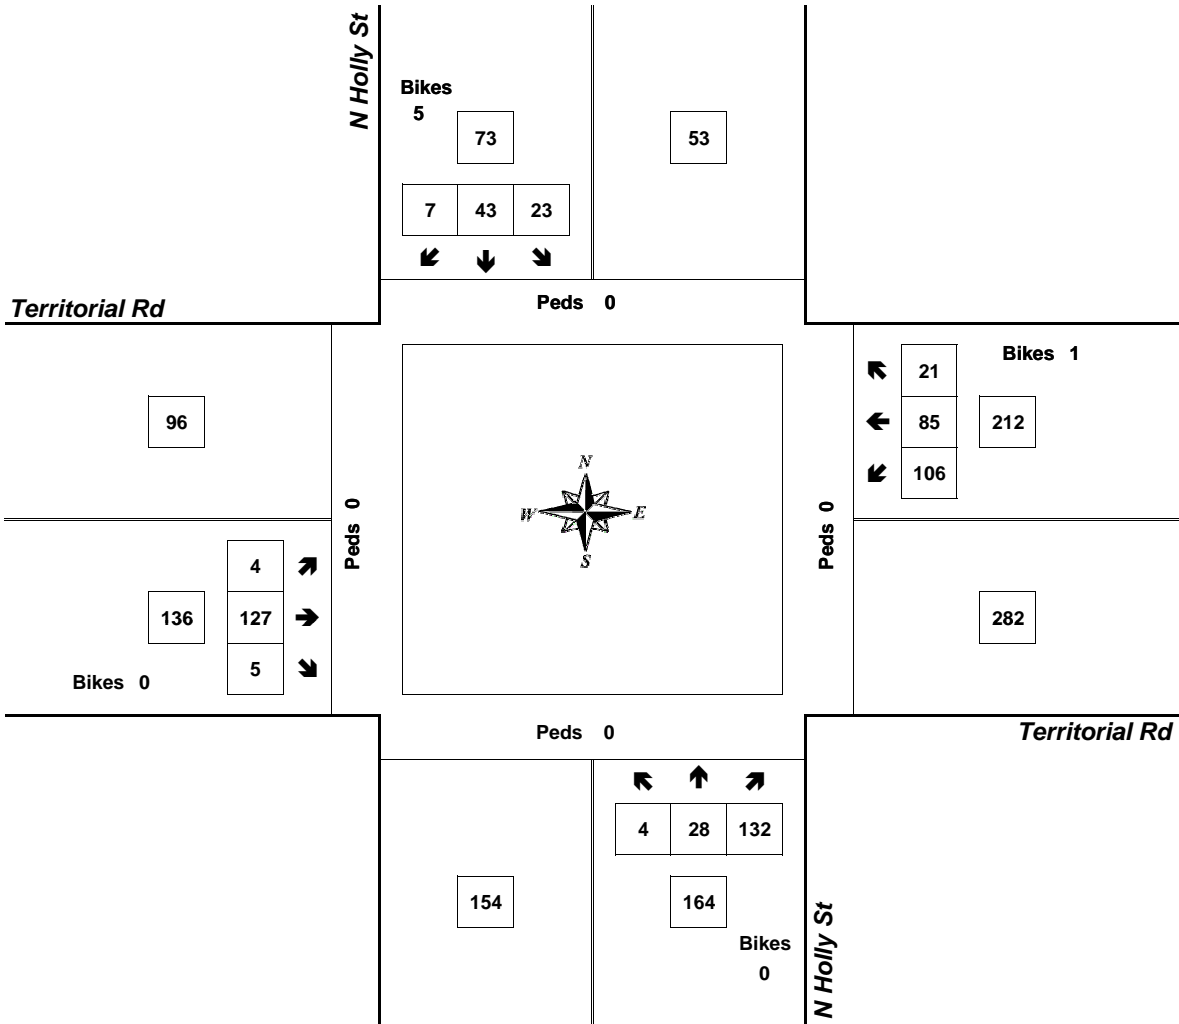 N Holly St
Bikes
5
73
53
7 43 23
Peds 0
Territorial Rd
Bikes 1
21
96
85 212
106
N
W E
S
Peds 0
Peds 0
4
136 127
282
5
Bikes 0
Peds 0
Territorial Rd
4 28 132
154
164
Bikes
0
N Holly St